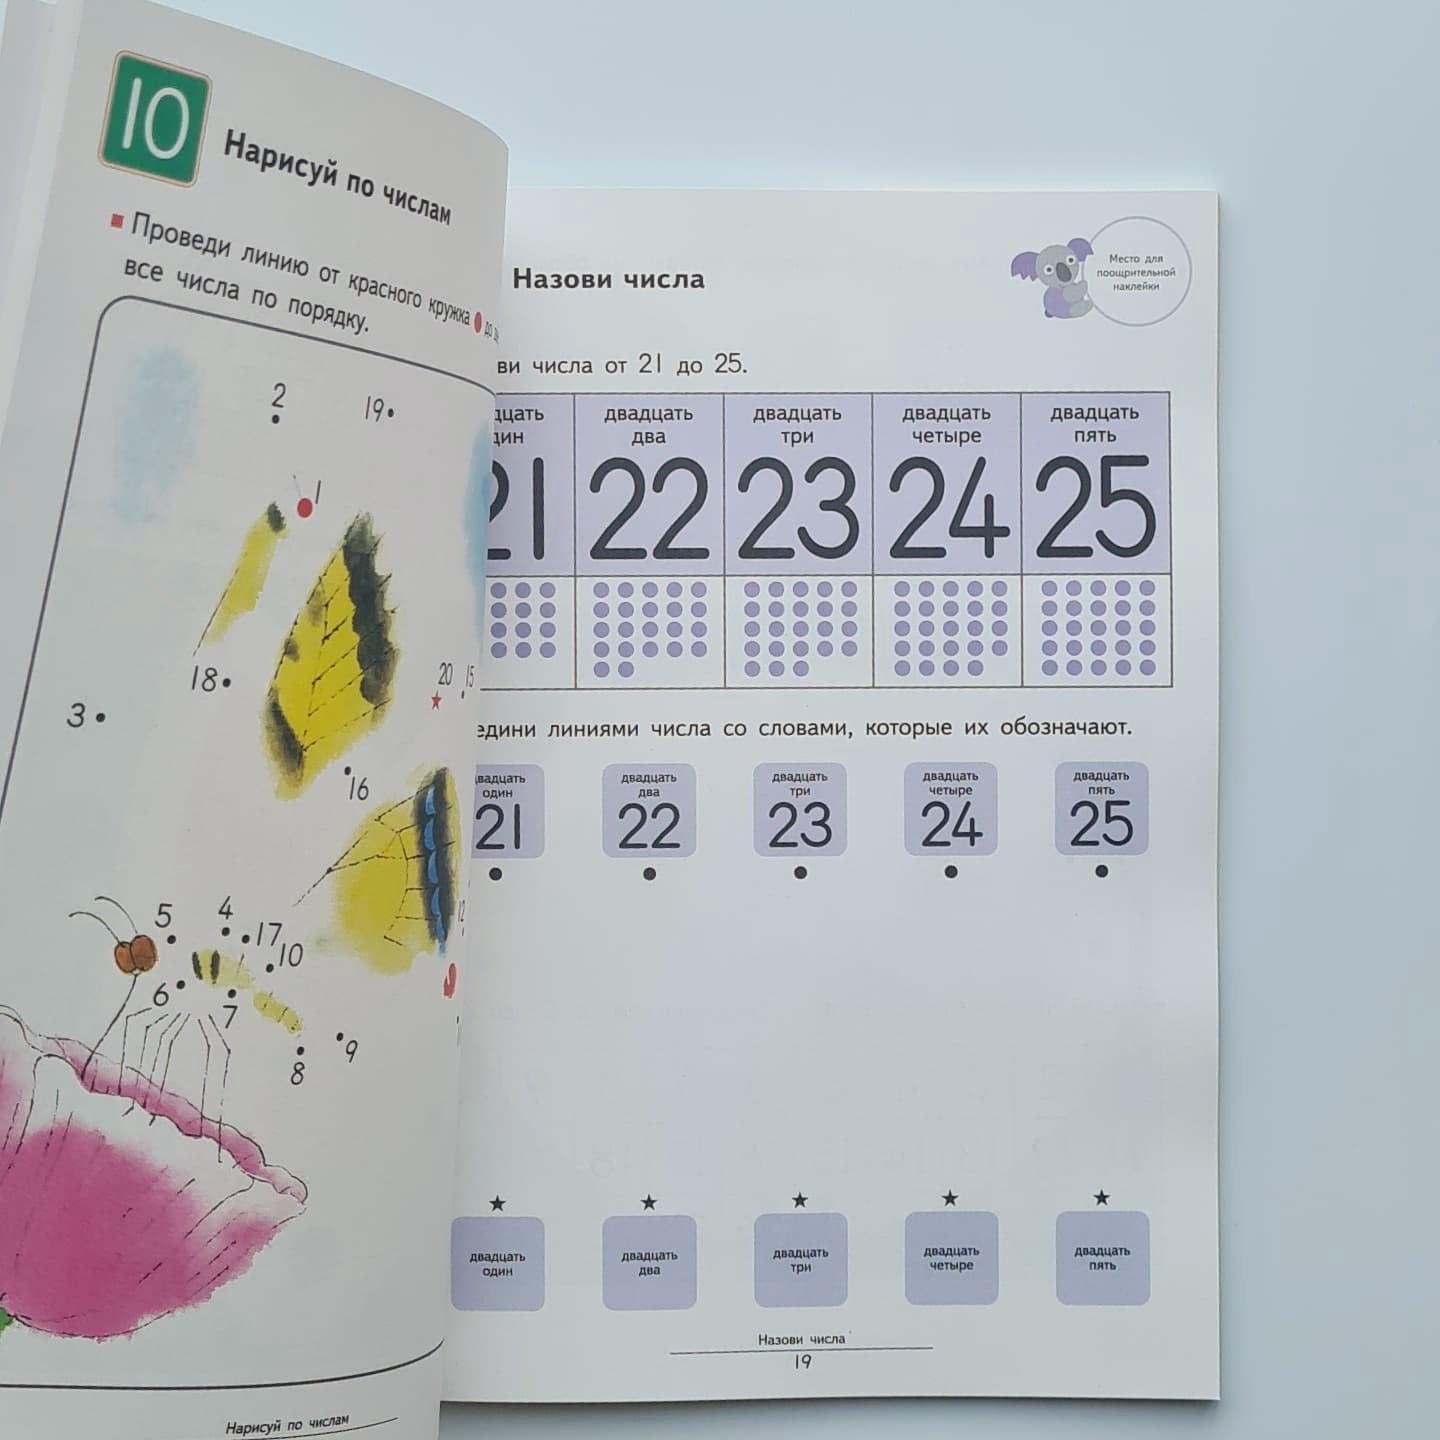 10
Нарисуй по числам
Проведи линию от красного кружка до
все числа по порядку.
2
19
1
18
20 15
3
16
5 4
17
12
10
6 7
9
8
Нарисуй по числам
Назови числа
Место для
поощрительной
наклейки
числа от 21 до 25.
двадцать двадцать двадцать двадцать
два три четыре пять
21 22 23 24 25
линиями числа со словами, которые их обозначают.
двадцать двадцать двадцать двадцать
один два три четыре пять
21 22 23 24 25
двадцать двадцать двадцать двадцать двадцать
один два три четыре пять
Назови числа
19